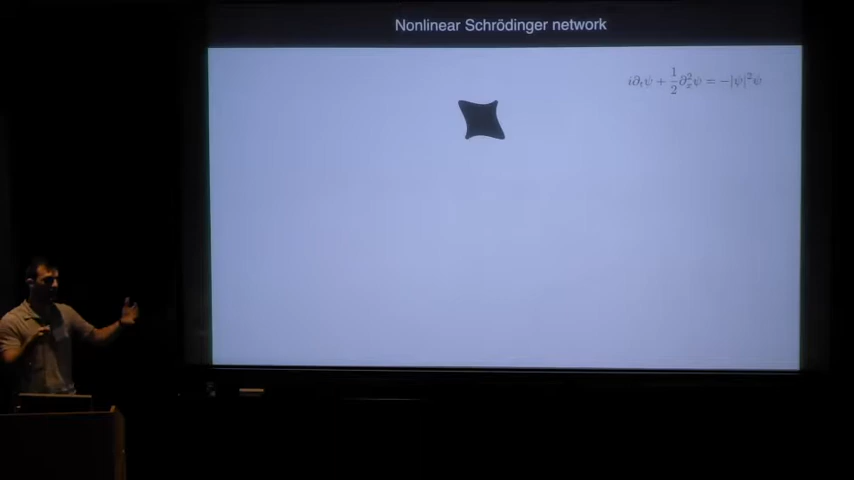 Nonlinear Schrödinger network
i∂ₜψ + 1/2 ∂ₓ²ψ = −|ψ|²ψ